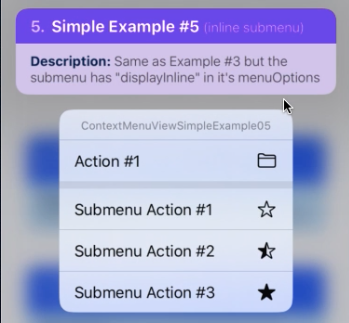 5. Simple Example #5 (inline submenu)
Description: Same as Example #3 but the
submenu has "displayInline" in it's menuOptions
ContextMenuViewSimpleExample05
Action #1
Submenu Action #1
Submenu Action #2
Submenu Action #3